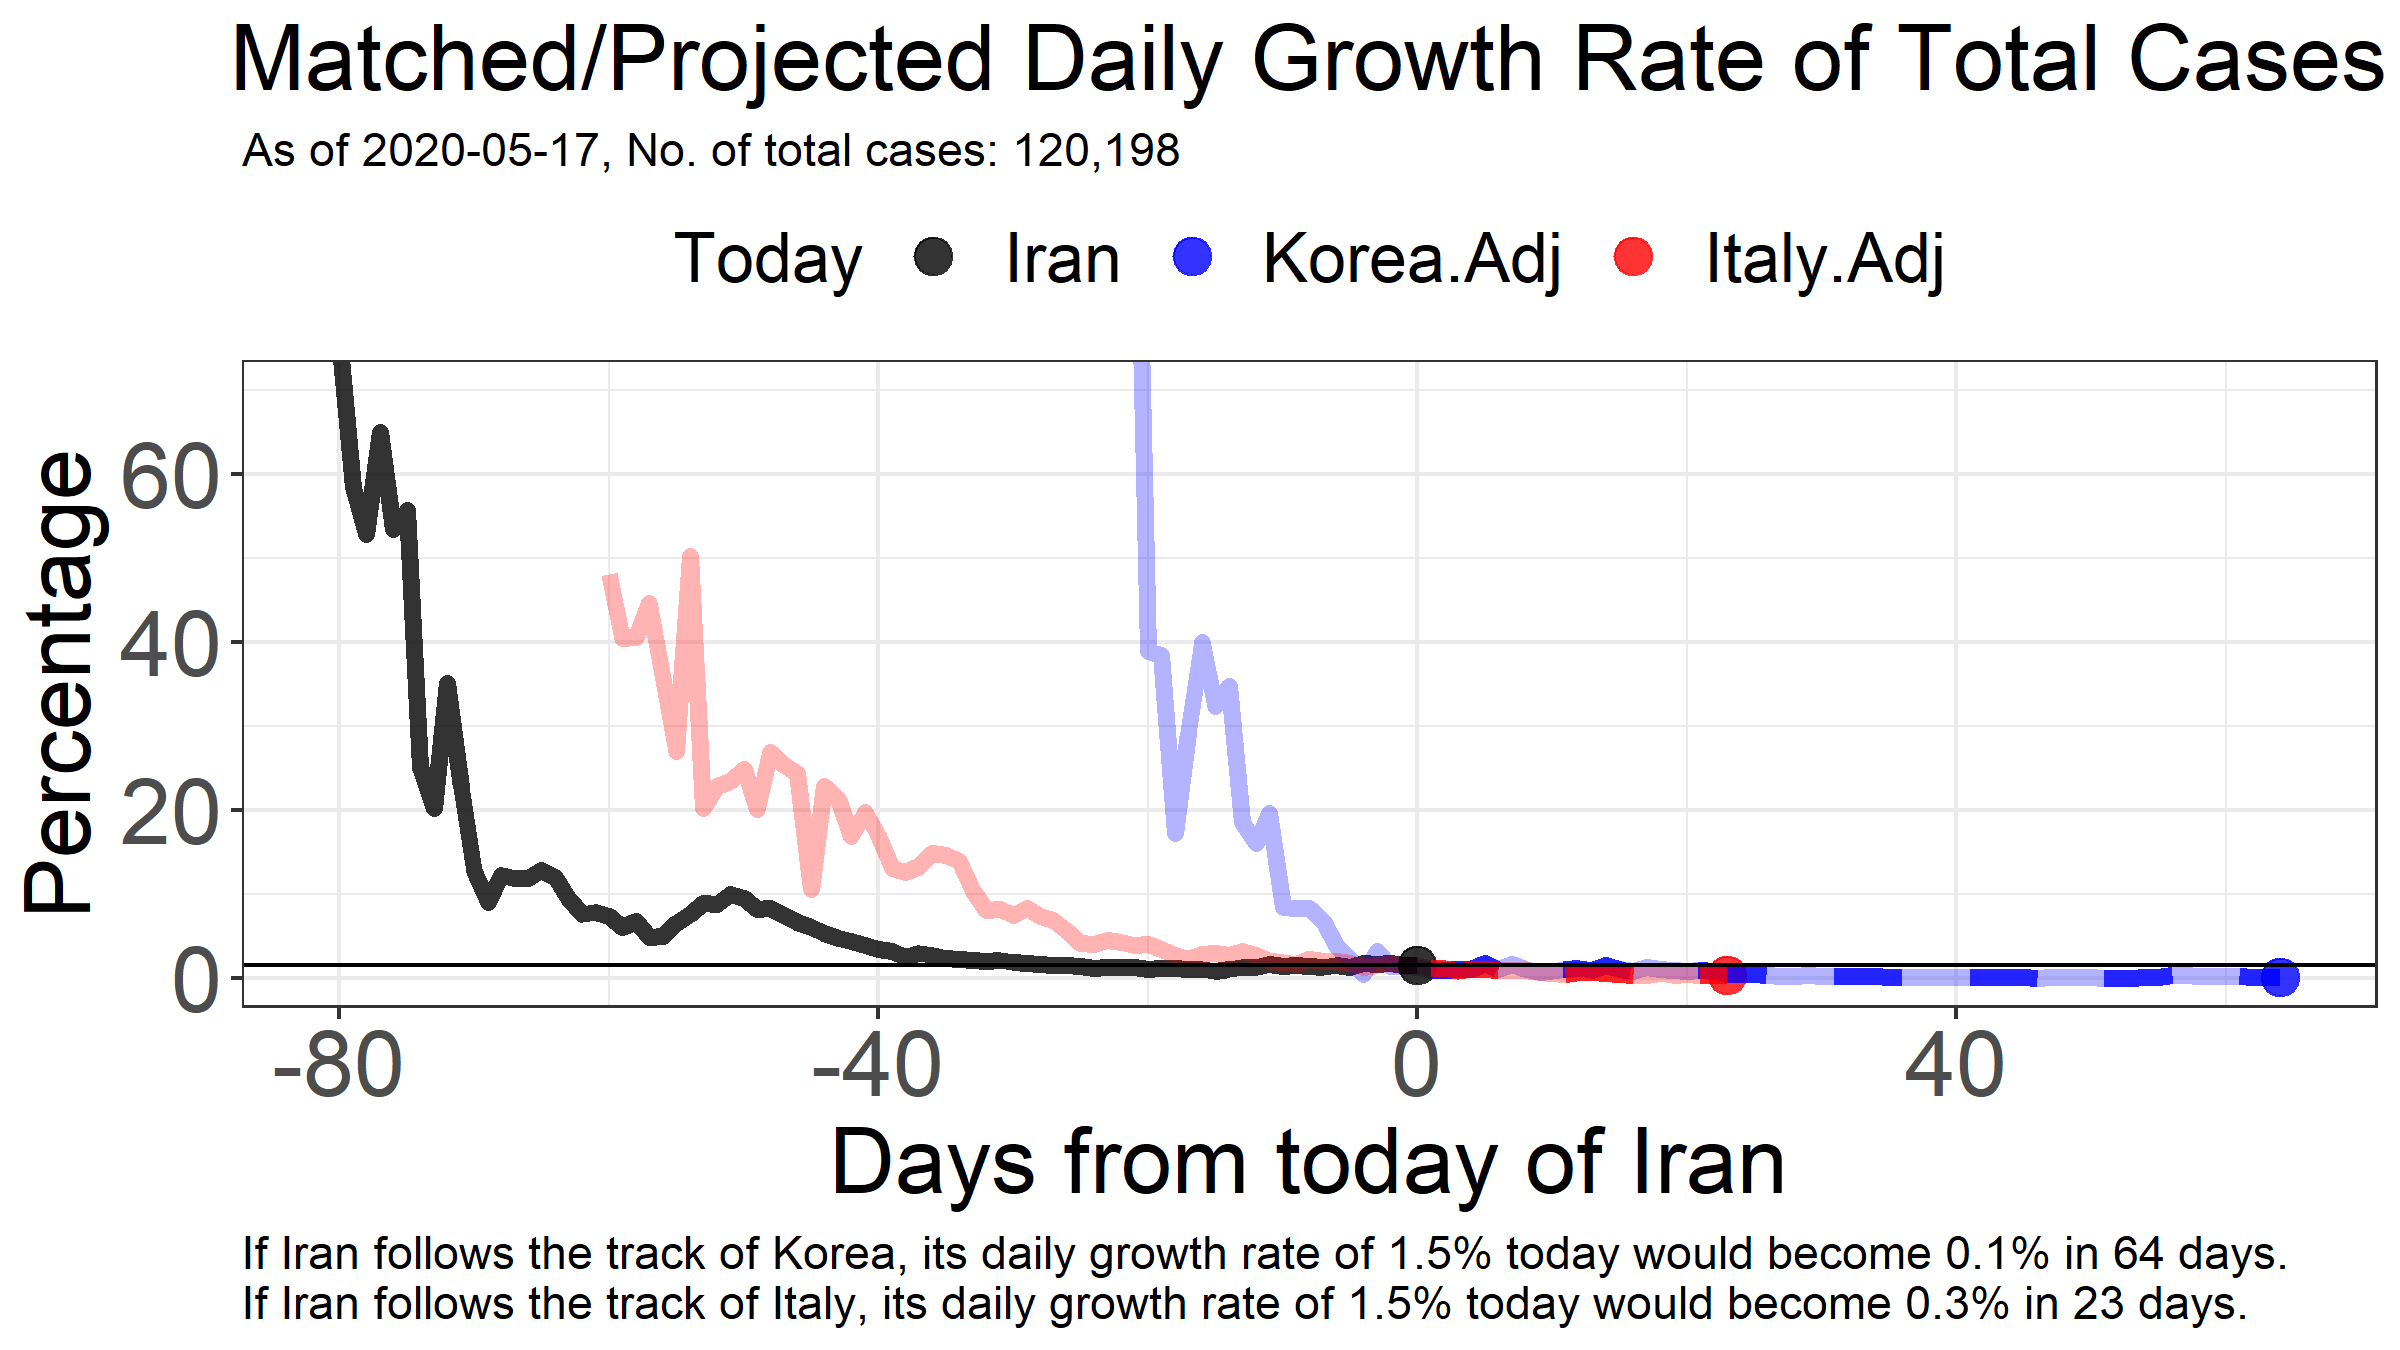 Matched/Projected Daily Growth Rate of Total Cases
As of 2020-05-17, No. of total cases: 120,198
Today Iran Korea.Adj Italy.Adj
Percentage
60
40
20
0
-80 -40 0 40
Days from today of Iran
If Iran follows the track of Korea, its daily growth rate of 1.5% today would become 0.1% in 64 days.
If Iran follows the track of Italy, its daily growth rate of 1.5% today would become 0.3% in 23 days.